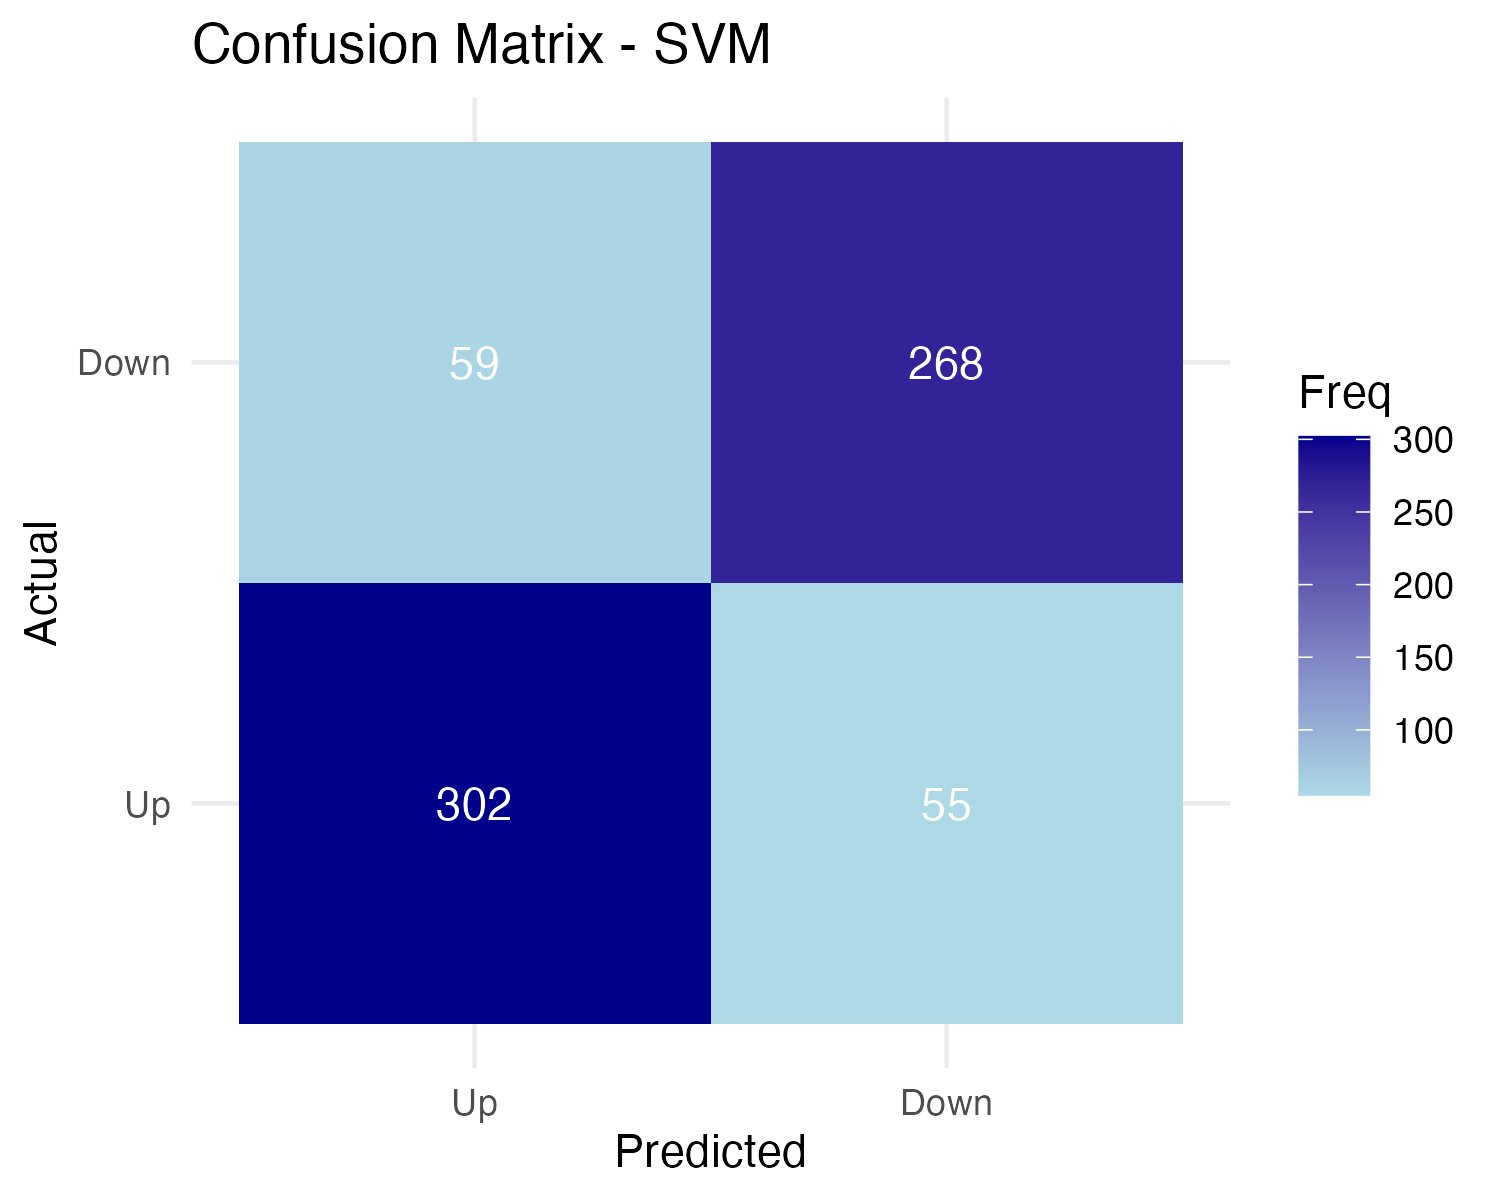 Confusion Matrix - SVM
Actual
Down
Up
59
268
302
55
Up
Down
Predicted
Freq
300
250
200
150
100